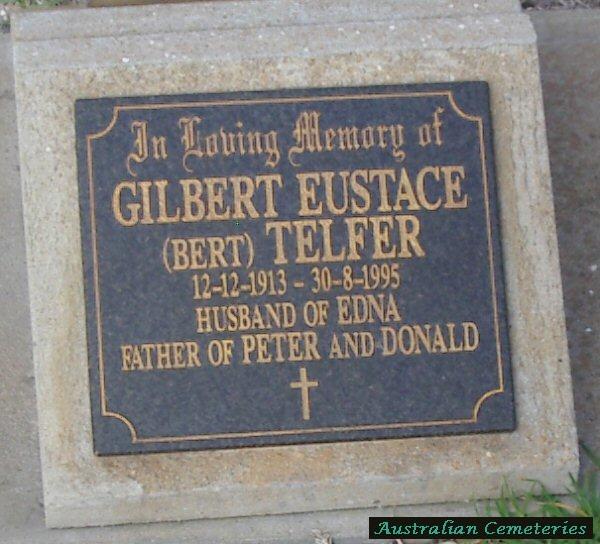 In Loving Memory of
GILBERT EUSTACE
(BERT) TELFER
12-12-1913 - 30-8-1995
HUSBAND OF EDNA
FATHER OF PETER AND DONALD
Australian Cemeteries